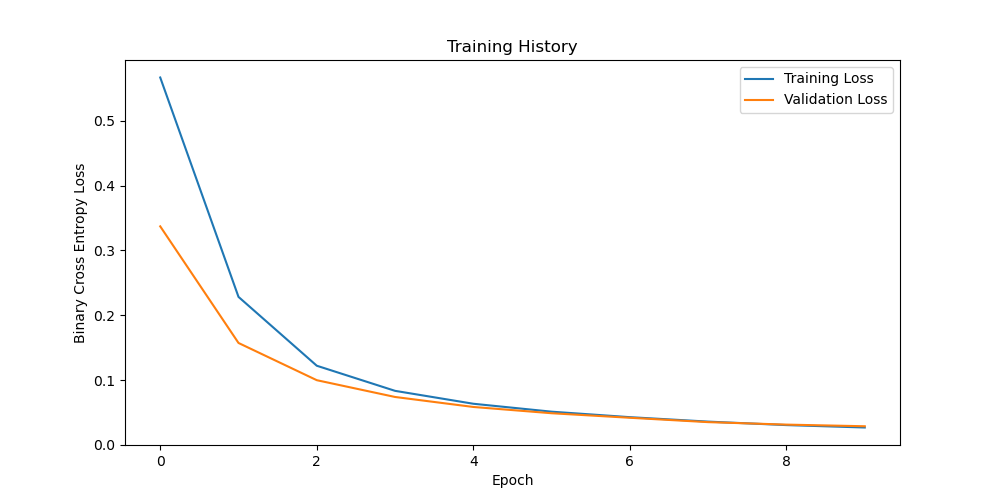 Training History
Training Loss
Validation Loss
Binary Cross Entropy Loss
0.5
0.4
0.3
0.2
0.1
0.0
0 2 4 6 8
Epoch